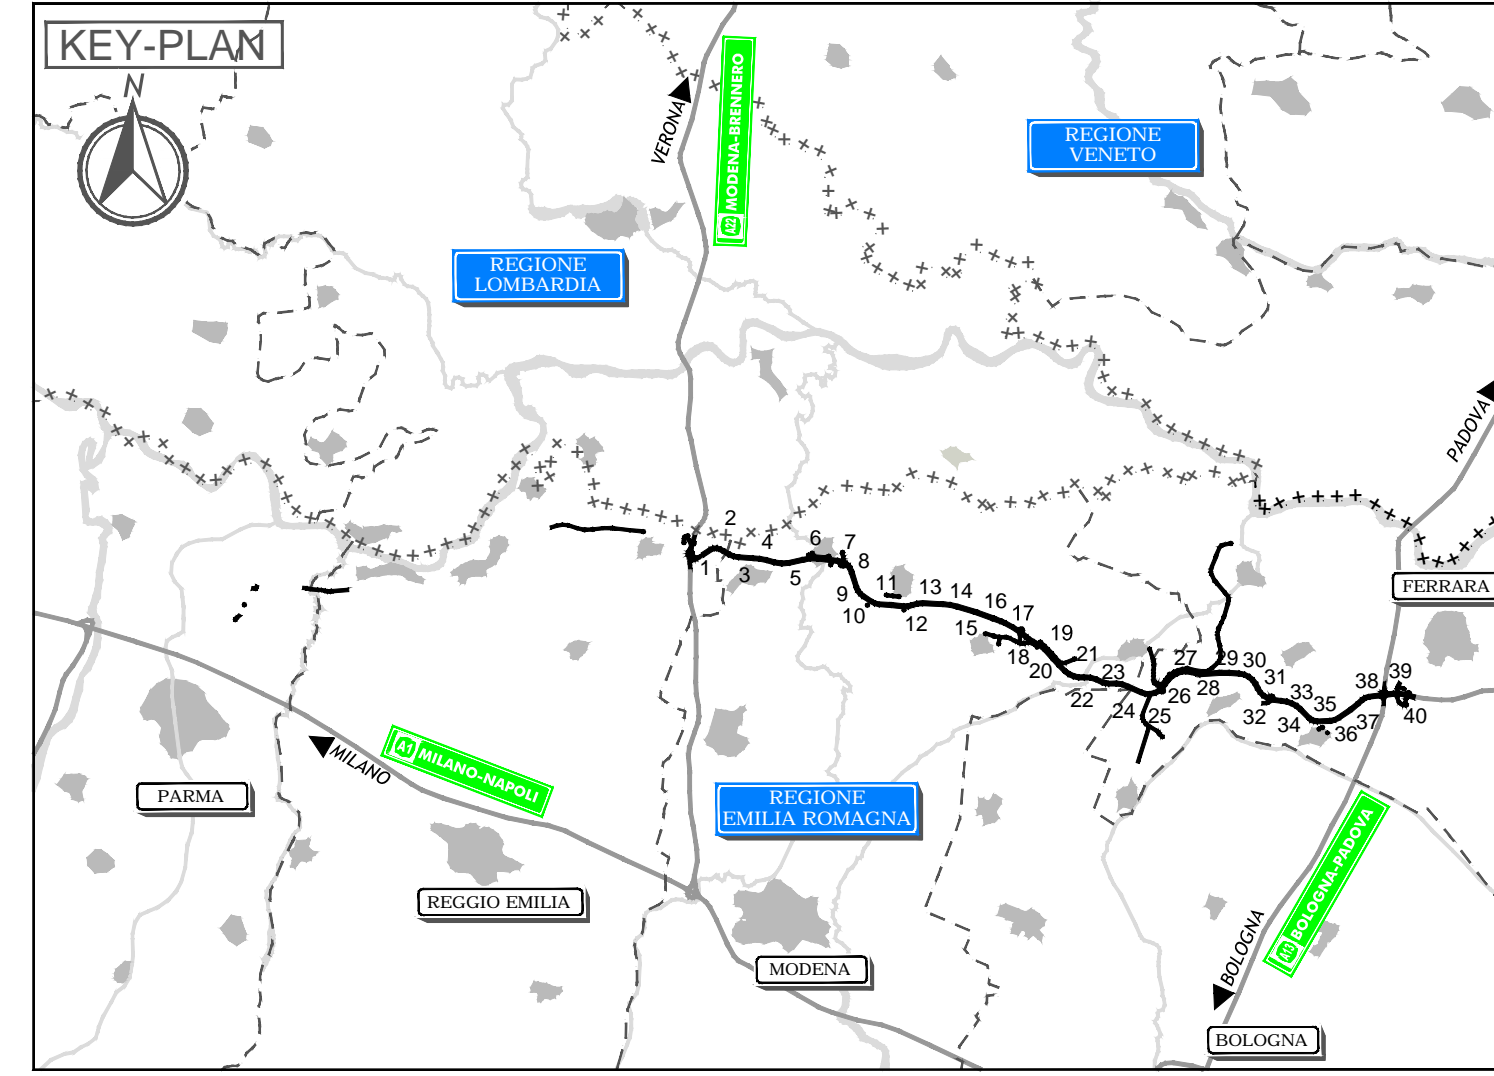 KEY-PLAN
N
VERONA
A22 MODENA-BRENNERO
REGIONE
VENETO
REGIONE
LOMBARDIA
PADOVA
2
1
3
4
5
6
7
8
9
10
11
12
13
14
15
16
17
18
19
20
21
22
23
24
25
26
27
28
29
30
31
32
33
34
35
36
37
38
39
40
FERRARA
MILANO
A1 MILANO-NAPOLI
PARMA
REGIONE
EMILIA ROMAGNA
A13 BOLOGNA-PADOVA
REGGIO EMILIA
MODENA
BOLOGNA
BOLOGNA